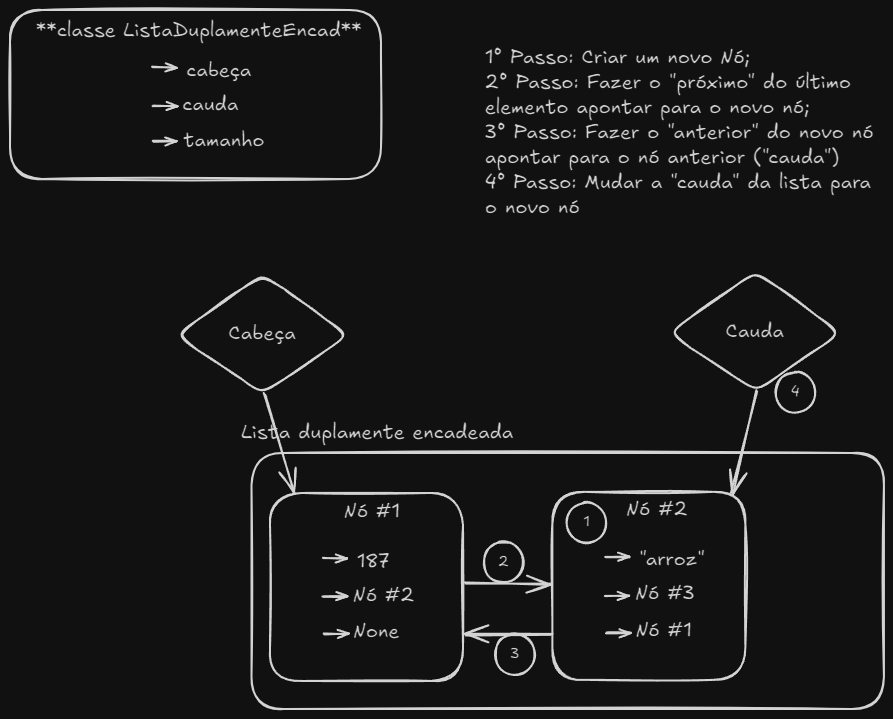 **classe ListaDuplamenteEncad**
cabeça
cauda
tamanho
1° Passo: Criar um novo Nó;
2° Passo: Fazer o "próximo" do último
elemento apontar para o novo nó;
3° Passo: Fazer o "anterior" do novo nó
apontar para o nó anterior ("cauda")
4° Passo: Mudar a "cauda" da lista para
o novo nó
Cabeça
Cauda
4
Lista duplamente encadeada
Nó #1
187
Nó #2
None
2
3
1
Nó #2
"arroz"
Nó #3
Nó #1